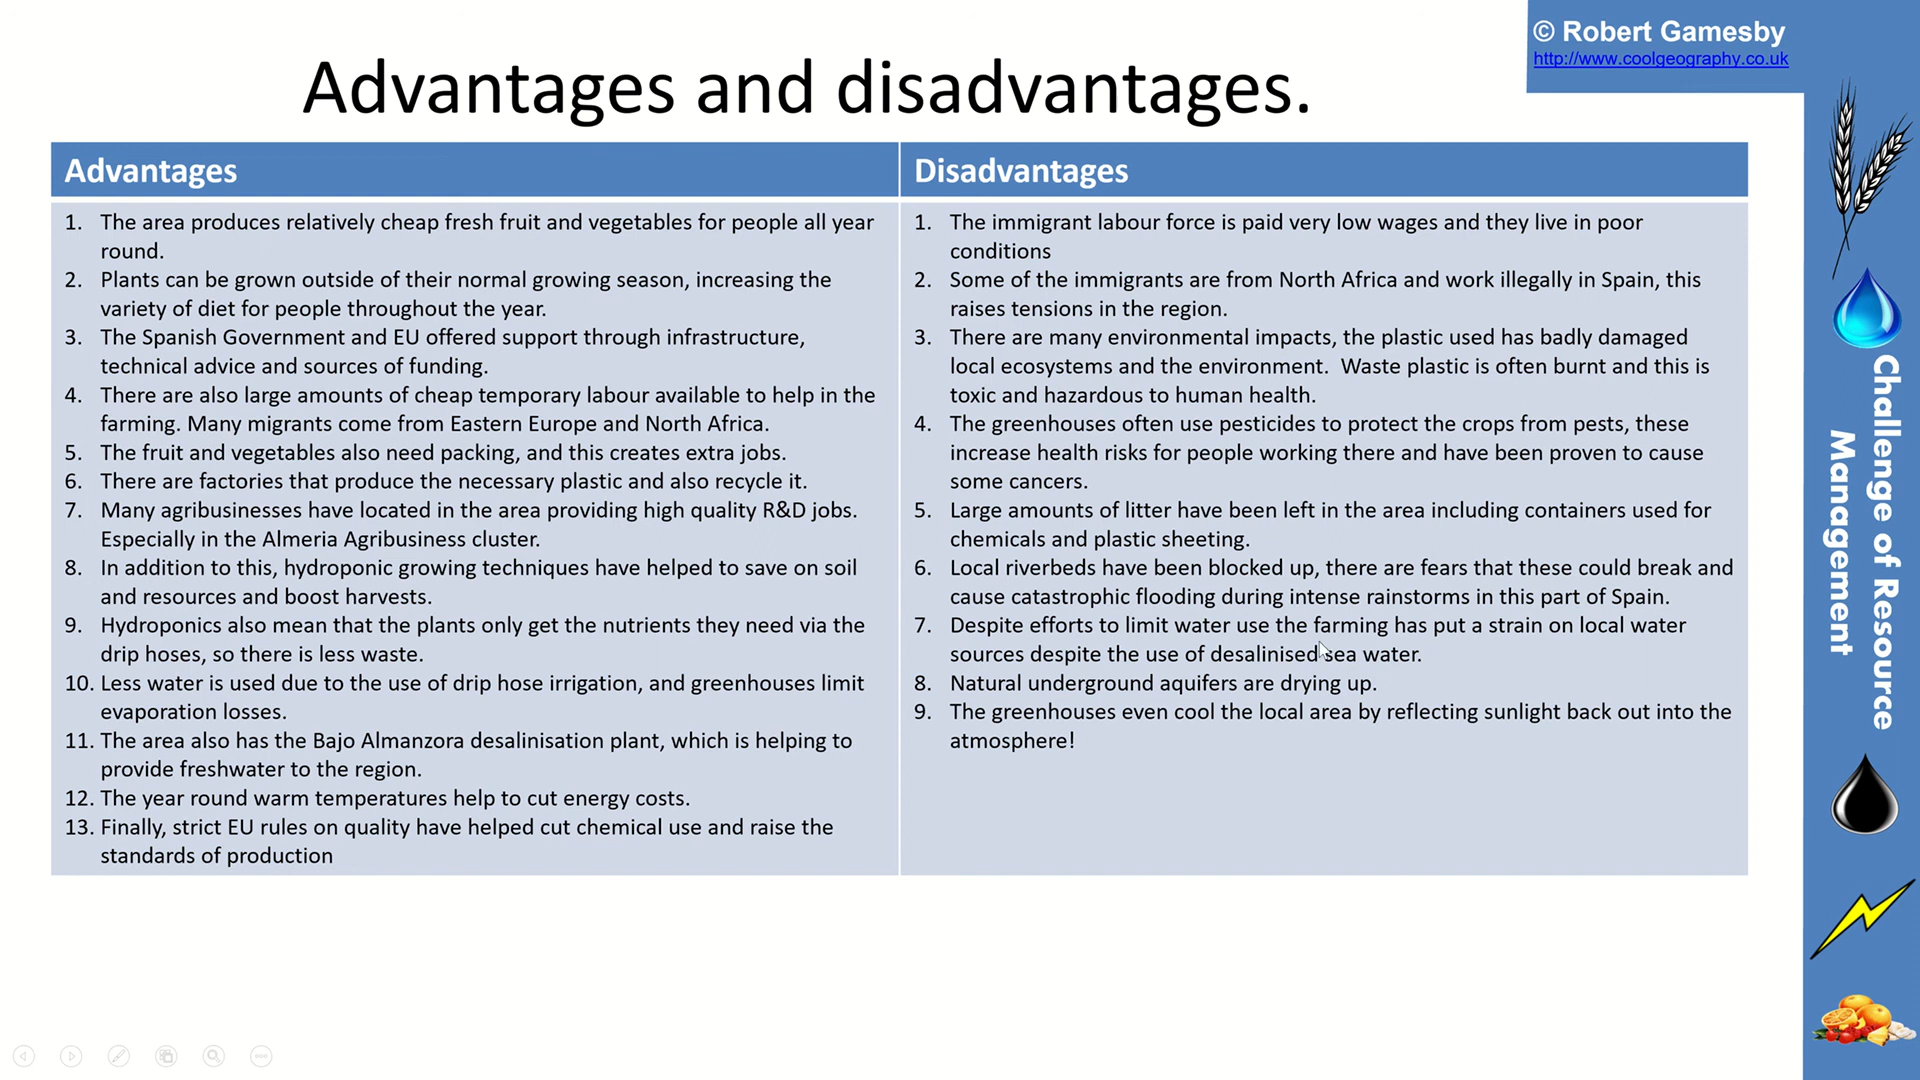 © Robert Gamesby
http://www.coolgeography.co.uk
Advantages and disadvantages.
Advantages
1. The area produces relatively cheap fresh fruit and vegetables for people all year
round.
2. Plants can be grown outside of their normal growing season, increasing the
variety of diet for people throughout the year.
3. The Spanish Government and EU offered support through infrastructure,
technical advice and sources of funding.
4. There are also large amounts of cheap temporary labour available to help in the
farming. Many migrants come from Eastern Europe and North Africa.
5. The fruit and vegetables also need packing, and this creates extra jobs.
6. There are factories that produce the necessary plastic and also recycle it.
7. Many agribusinesses have located in the area providing high quality R&D jobs.
Especially in the Almeria Agribusiness cluster.
8. In addition to this, hydroponic growing techniques have helped to save on soil
and resources and boost harvests.
9. Hydroponics also mean that the plants only get the nutrients they need via the
drip hoses, so there is less waste.
10. Less water is used due to the use of drip hose irrigation, and greenhouses limit
evaporation losses.
11. The area also has the Bajo Almanzora desalinisation plant, which is helping to
provide freshwater to the region.
12. The year round warm temperatures help to cut energy costs.
13. Finally, strict EU rules on quality have helped cut chemical use and raise the
standards of production
Disadvantages
1. The immigrant labour force is paid very low wages and they live in poor
conditions
2. Some of the immigrants are from North Africa and work illegally in Spain, this
raises tensions in the region.
3. There are many environmental impacts, the plastic used has badly damaged
local ecosystems and the environment.  Waste plastic is often burnt and this is
toxic and hazardous to human health.
4. The greenhouses often use pesticides to protect the crops from pests, these
increase health risks for people working there and have been proven to cause
some cancers.
5. Large amounts of litter have been left in the area including containers used for
chemicals and plastic sheeting.
6. Local riverbeds have been blocked up, there are fears that these could break and
cause catastrophic flooding during intense rainstorms in this part of Spain.
7. Despite efforts to limit water use the farming has put a strain on local water
sources despite the use of desalinised sea water.
8. Natural underground aquifers are drying up.
9. The greenhouses even cool the local area by reflecting sunlight back out into the
atmosphere!
Challenge of Resource
Management